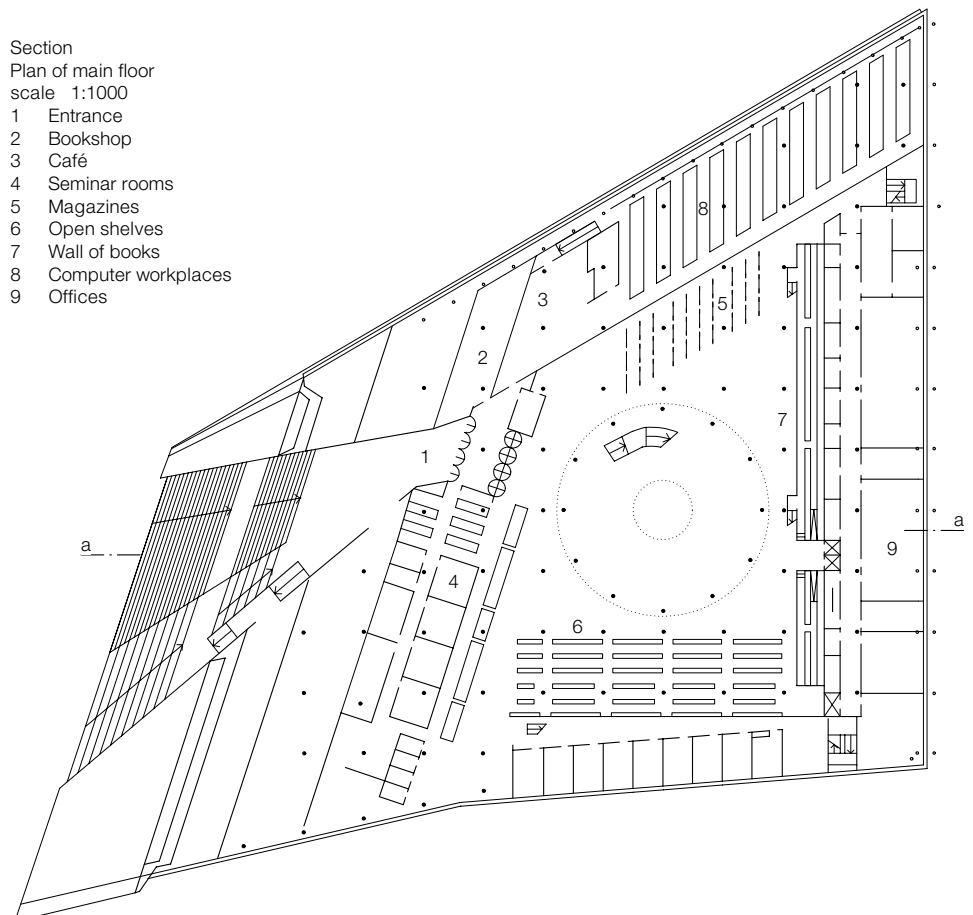 Section
Plan of main floor
scale 1:1000
1 Entrance
2 Bookshop
3 Café
4 Seminar rooms
5 Magazines
6 Open shelves
7 Wall of books
8 Computer workplaces
9 Offices
8
3
5
2
7
1
a
a
9
4
6